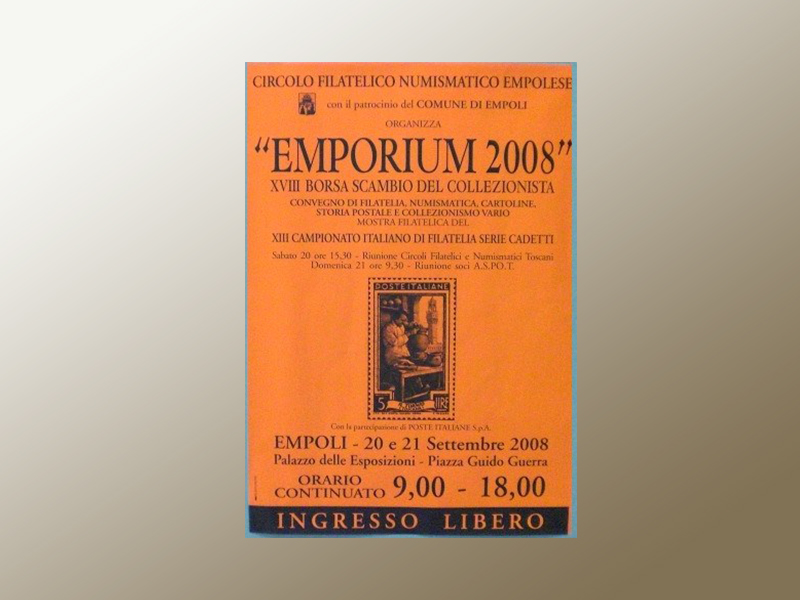 CIRCOLO FILATELICO NUMISMATICO EMPOLESE
con il patrocinio del COMUNE DI EMPOLI
ORGANIZZA
“EMPORIUM 2008”
XVIII BORSA SCAMBIO DEL COLLEZIONISTA
CONVEGNO DI FILATELIA, NUMISMATICA, CARTOLINE,
STORIA POSTALE E COLLEZIONISMO VARIO
MOSTRA FILATELICA DEL
XIII CAMPIONATO ITALIANO DI FILATELIA SERIE CADETTI
Sabato 20 ore 15,30 - Riunione Circoli Filatelici e Numismatici Toscani
Domenica 21 ore 9,30 - Riunione soci A.S.PO.T.
POSTE ITALIANE
5 LIRE
Con la partecipazione di POSTE ITALIANE S.p.A.
EMPOLI - 20 e 21 Settembre 2008
Palazzo delle Esposizioni - Piazza Guido Guerra
ORARIO
CONTINUATO 9,00 - 18,00
INGRESSO LIBERO